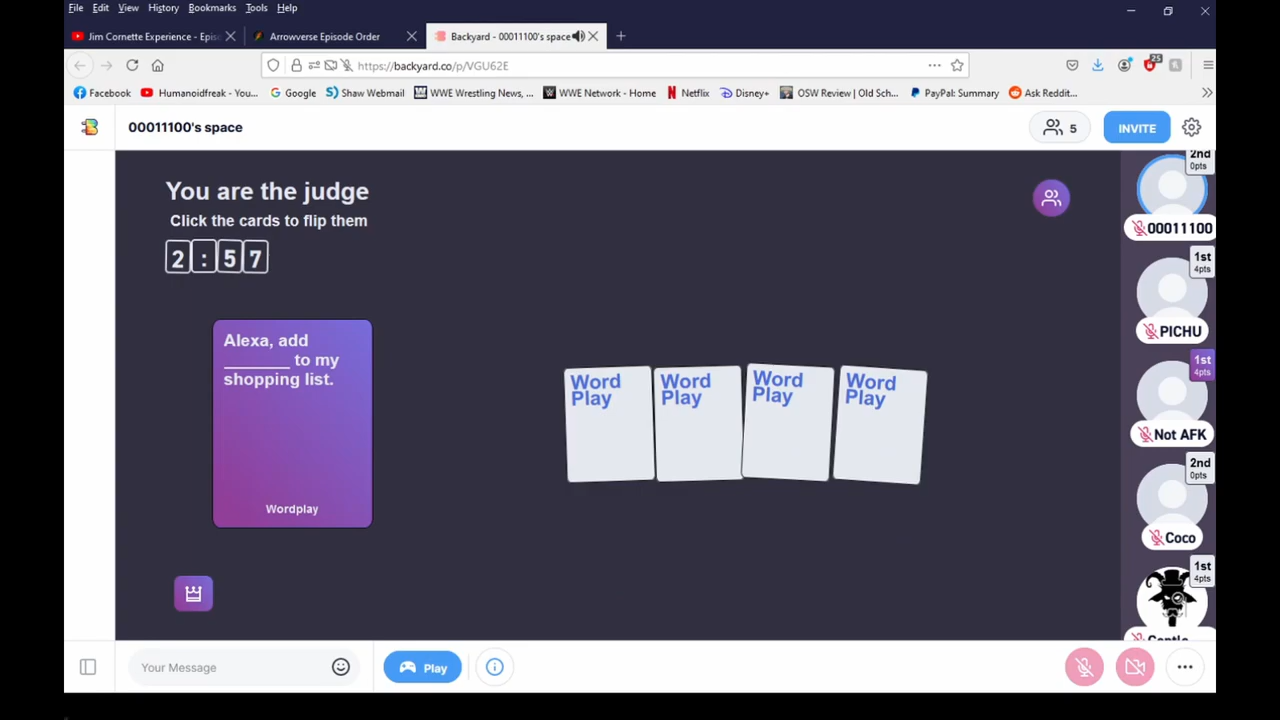 File Edit View History Bookmarks Tools Help
Jim Cornette Experience - Epis
Arrowverse Episode Order
Backyard - 00011100's space
https://backyard.co/p/VGU62E
25
Facebook
Humanoidfreak - You...
Google
Shaw Webmail
WWE Wrestling News, ...
WWE Network - Home
Netflix
Disney+
OSW Review | Old Sch...
PayPal: Summary
Ask Reddit...
00011100's space
5
INVITE
You are the judge
Click the cards to flip them
2:57
Alexa, add
_______ to my
shopping list.
Wordplay
Word
Play
Word
Play
Word
Play
Word
Play
2nd
0pts
00011100
1st
4pts
PICHU
1st
4pts
Not AFK
2nd
0pts
Coco
1st
4pts
Your Message
Play